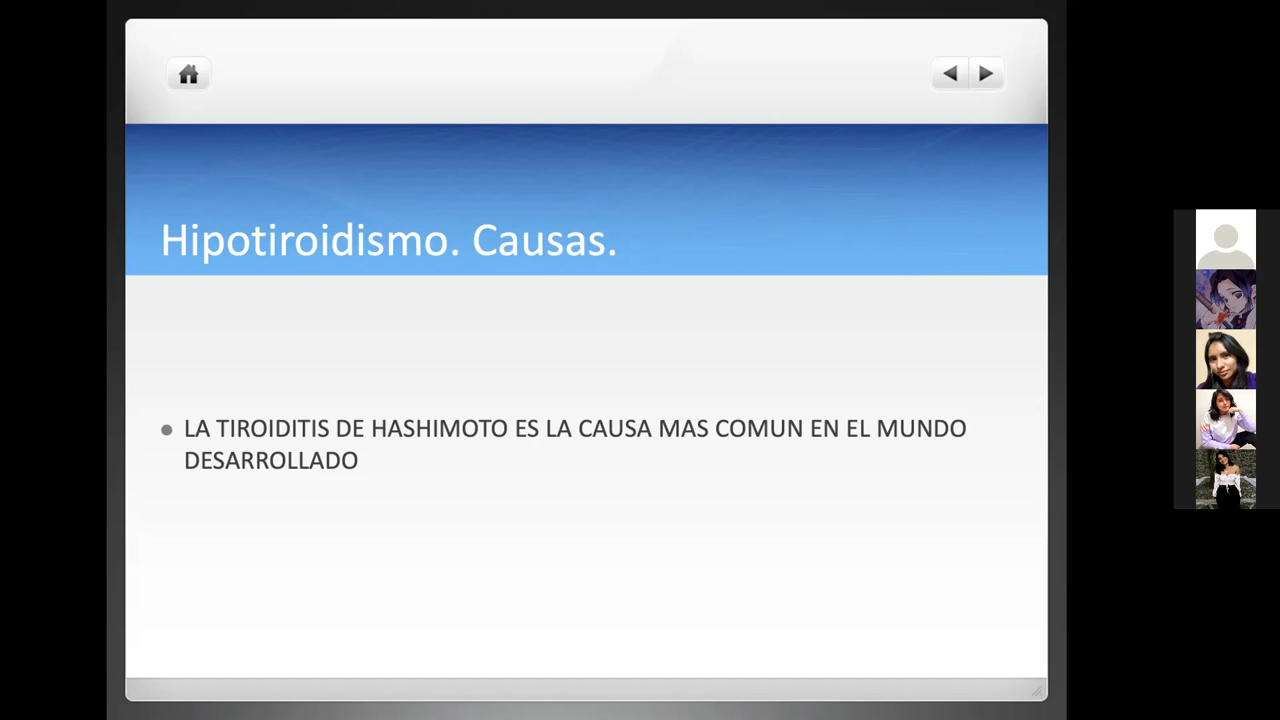 Hipotiroidismo. Causas.
LA TIROIDITIS DE HASHIMOTO ES LA CAUSA MAS COMUN EN EL MUNDO
DESARROLLADO